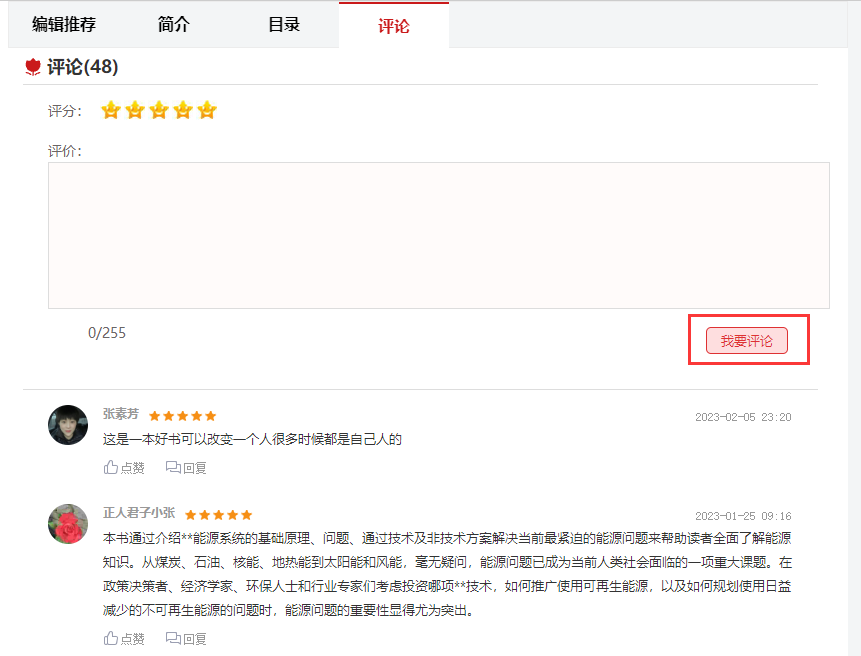 编辑推荐 简介 目录 评论
评论(48)
评分：
评价：
0/255
我要评论
张素芳 2023-02-05 23:20
这是一本好书可以改变一个人很多时候都是自己人的
点赞 回复
正人君子小张 2023-01-25 09:16
本书通过介绍**能源系统的基础原理、问题、通过技术及非技术方案解决当前最紧迫的能源问题来帮助读者全面了解能源
知识。从煤炭、石油、核能、地热能到太阳能和风能，毫无疑问，能源问题已成为当前人类社会面临的一项重大课题。在
政策决策者、经济学家、环保人士和行业专家们考虑投资哪项**技术，如何推广使用可再生能源，以及如何规划使用日益
减少的不可再生能源的问题时，能源问题的重要性显得尤为突出。
点赞 回复